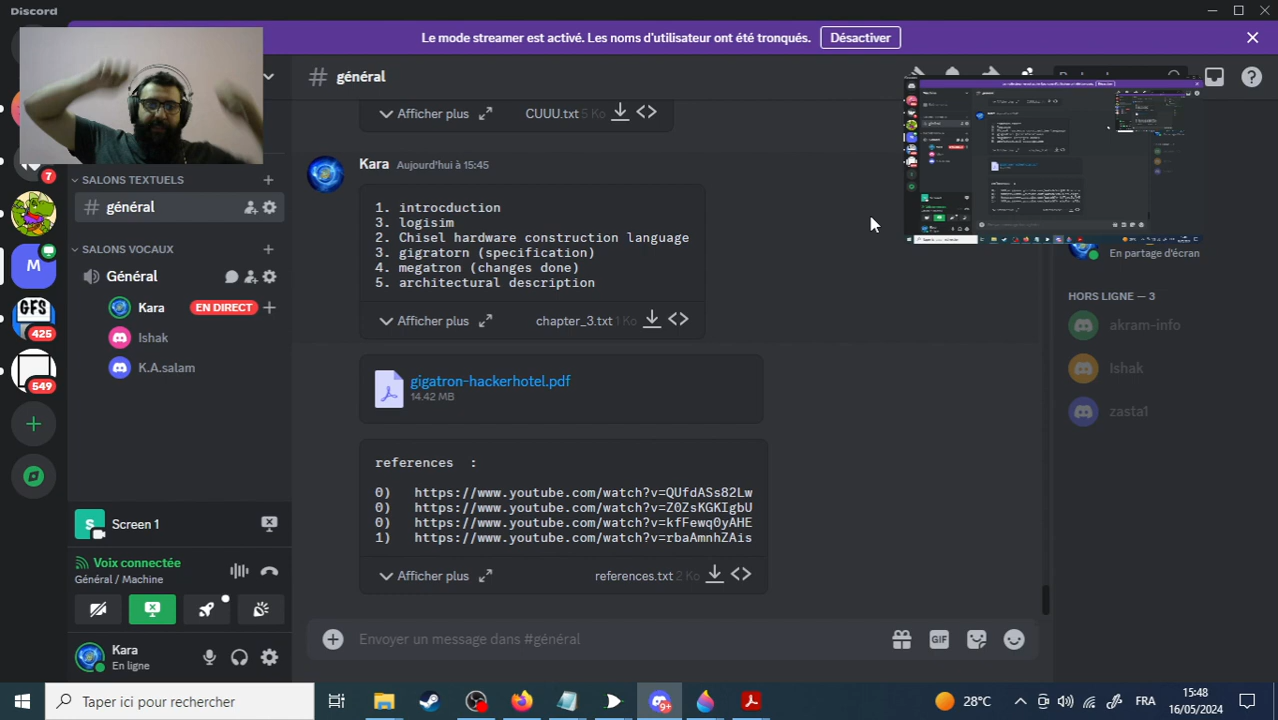 Discord
Le mode streamer est activé. Les noms d'utilisateur ont été tronqués.
Désactiver
général
Afficher plus
CUUU.txt 5 Ko
SALONS TEXTUELS
général
SALONS VOCAUX
Général
Kara
EN DIRECT
Ishak
K.A.salam
7
M
GFS
425
549
Kara
Aujourd'hui à 15:45
1. introcduction
3. logisim
2. Chisel hardware construction language
3. gigratorn (specification)
4. megatron (changes done)
5. architectural description
Afficher plus
chapter_3.txt 1 Ko
gigatron-hackerhotel.pdf
14.42 MB
references :
0) https://www.youtube.com/watch?v=QUfdASs82Lw
0) https://www.youtube.com/watch?v=Z0ZsKGKIgbU
0) https://www.youtube.com/watch?v=kfFewq0yAHE
1) https://www.youtube.com/watch?v=rbaAmnhZAis
Afficher plus
references.txt 2 Ko
En partage d'écran
HORS LIGNE — 3
akram-info
Ishak
zasta1
S
Screen 1
Voix connectée
Général / Machine
Kara
En ligne
Envoyer un message dans #général
GIF
Taper ici pour rechercher
9+
28°C
FRA
15:48
16/05/2024